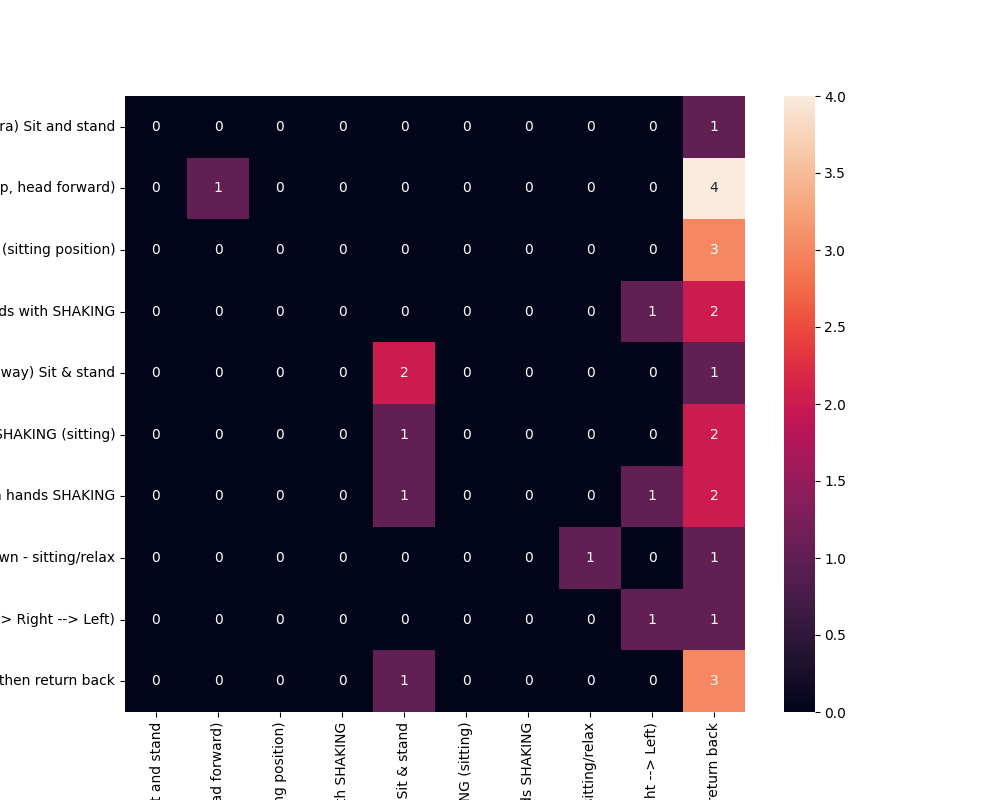 ra) Sit and stand 0 0 0 0 0 0 0 0 0 1
p, head forward) 0 1 0 0 0 0 0 0 0 4
(sitting position) 0 0 0 0 0 0 0 0 0 3
ds with SHAKING 0 0 0 0 0 0 0 0 1 2
way) Sit & stand 0 0 0 0 2 0 0 0 0 1
SHAKING (sitting) 0 0 0 0 1 0 0 0 0 2
hands SHAKING 0 0 0 0 1 0 0 0 1 2
wn - sitting/relax 0 0 0 0 0 0 0 1 0 1
> Right --> Left) 0 0 0 0 0 0 0 0 1 1
then return back 0 0 0 0 1 0 0 0 0 3
t and stand
ad forward)
ng position)
th SHAKING
Sit & stand
NG (sitting)
ds SHAKING
sitting/relax
ht --> Left)
return back
4.0
3.5
3.0
2.5
2.0
1.5
1.0
0.5
0.0